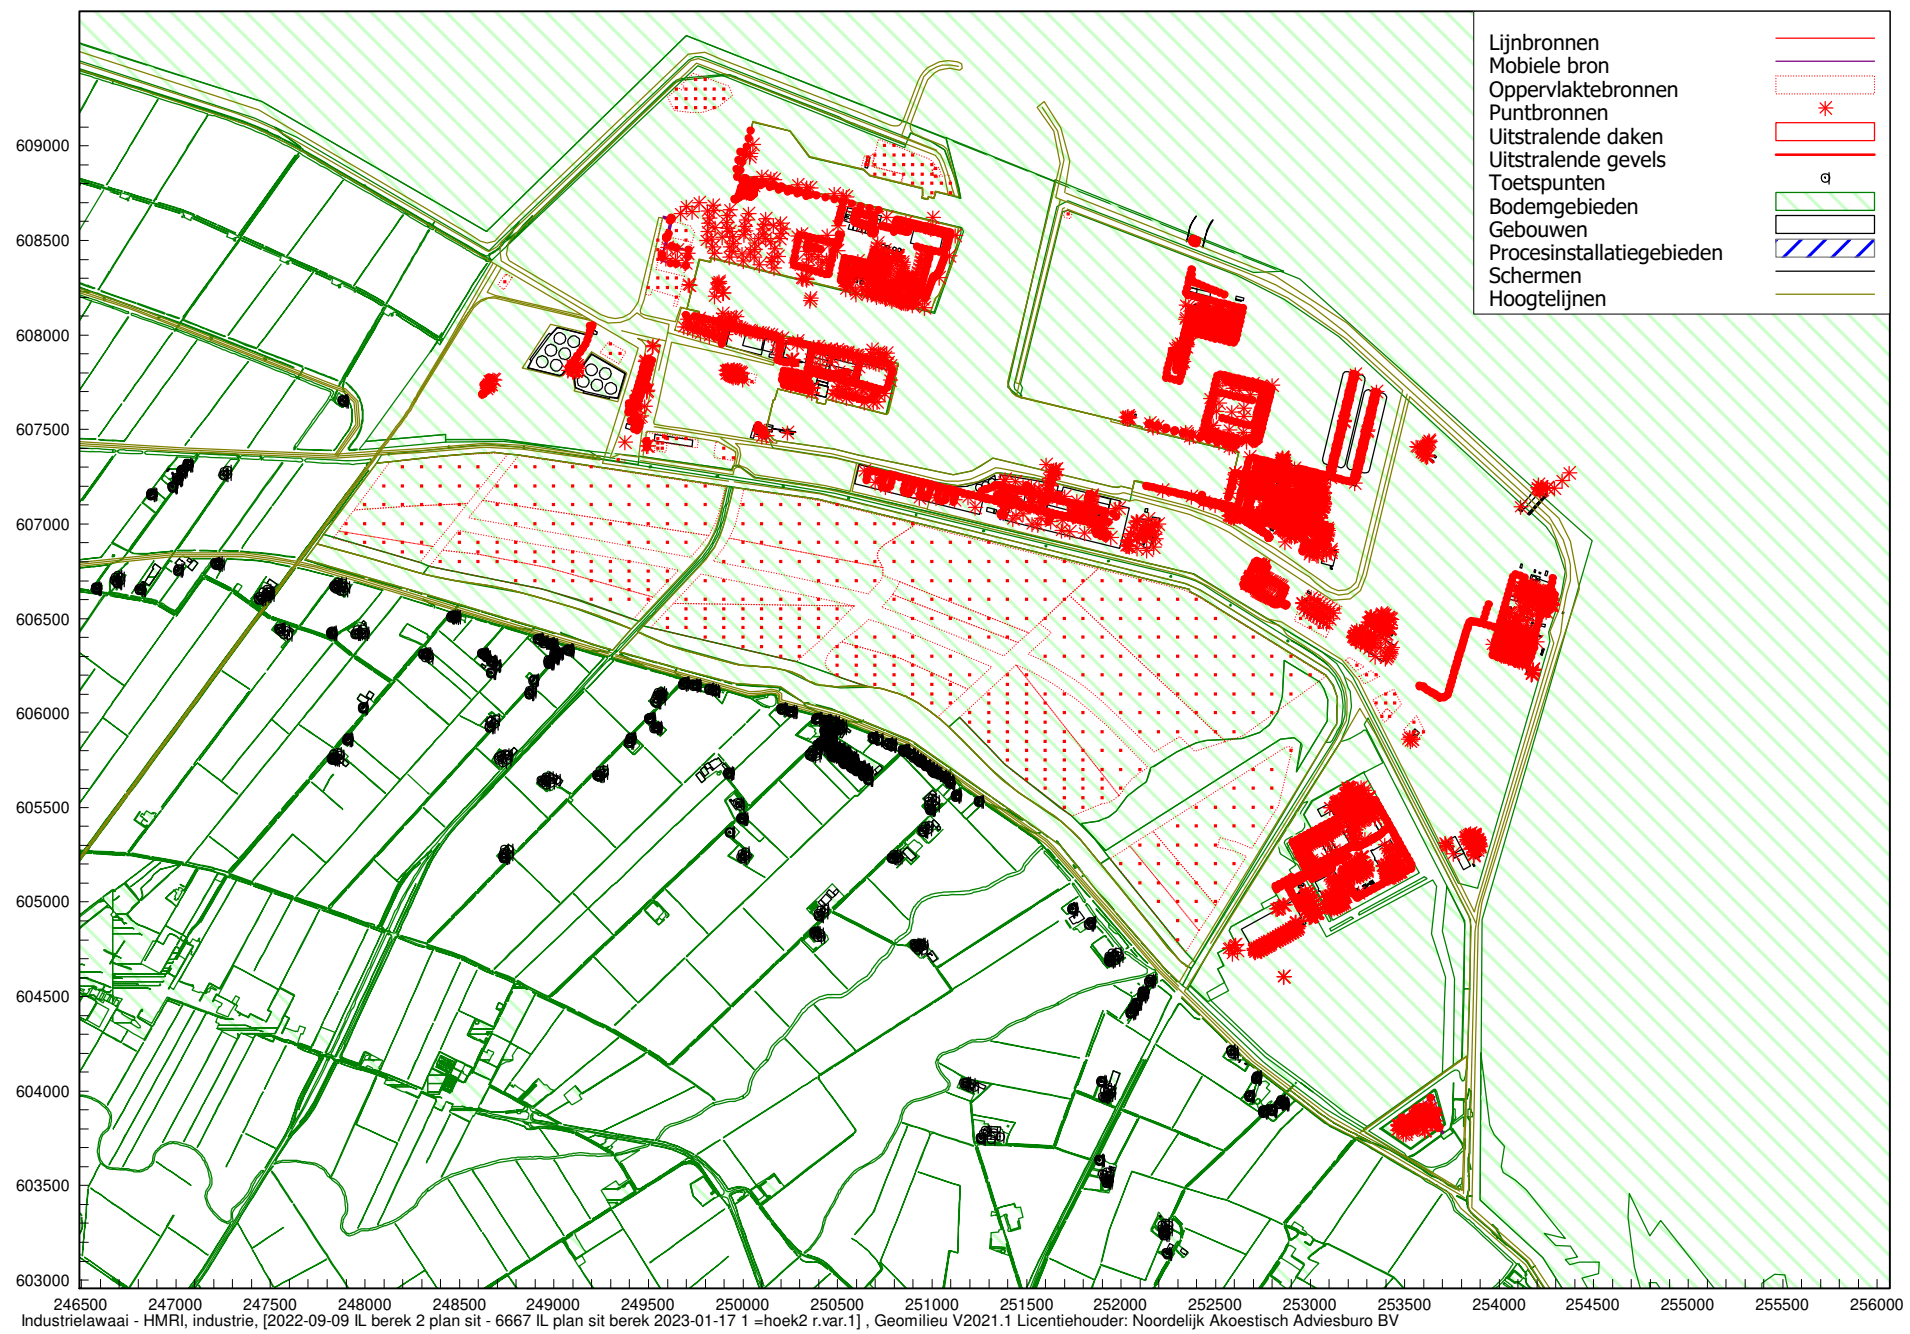 Lijnbronnen
Mobiele bron
Oppervlaktebronnen
Puntbronnen
Uitstralende daken
Uitstralende gevels
Toetspunten
Bodemgebieden
Gebouwen
Procesinstallatiegebieden
Schermen
Hoogtelijnen
609000
608500
608000
607500
607000
606500
606000
605500
605000
604500
604000
603500
603000
246500 247000 247500 248000 248500 249000 249500 250000 250500 251000 251500 252000 252500 253000 253500 254000 254500 255000 255500 256000
Industrielawaai - HMRI, industrie, [2022-09-09 IL berek 2 plan sit - 6667 IL plan sit berek 2023-01-17 1 =hoek2 r.var.1] , Geomilieu V2021.1 Licentiehouder: Noordelijk Akoestisch Adviesburo BV